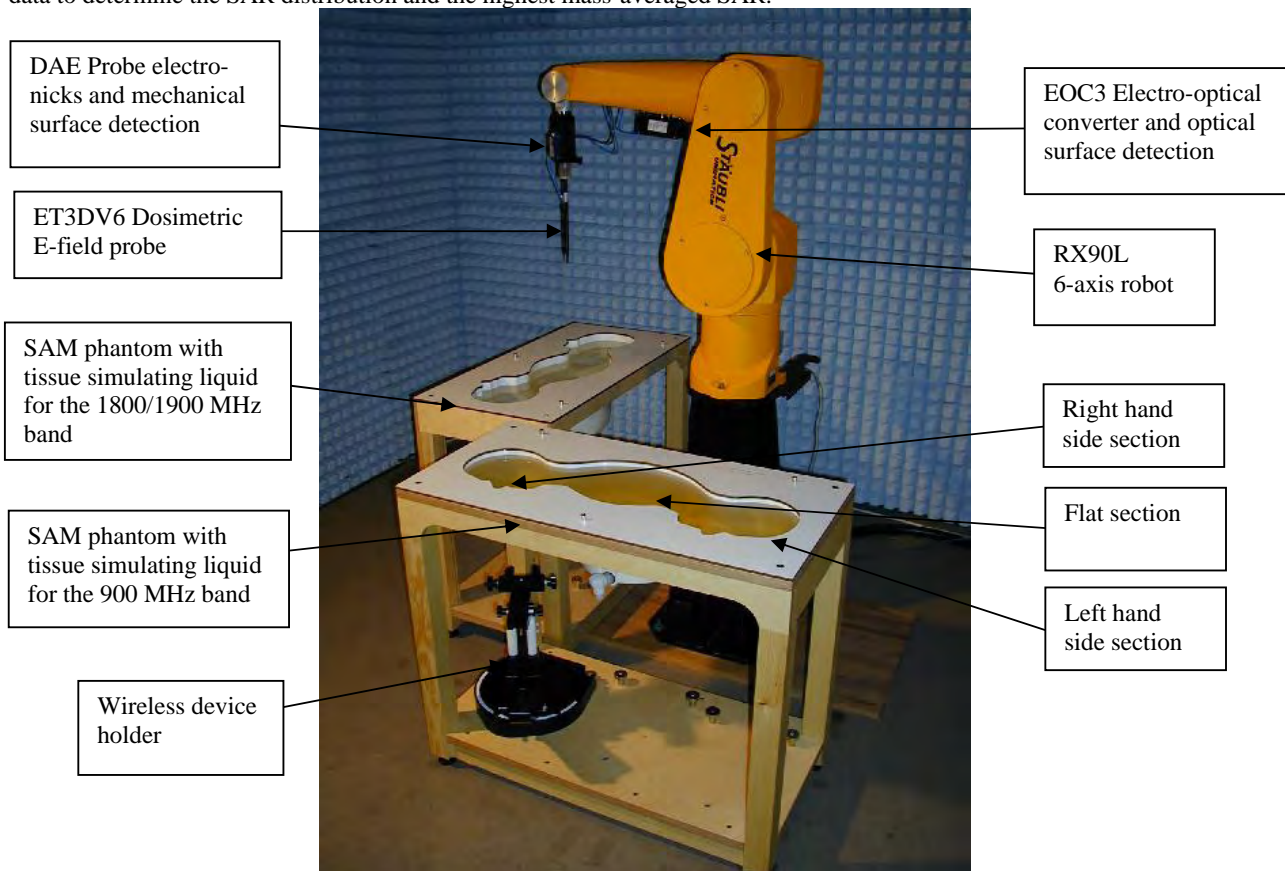 data to determine the SAR distribution and the highest mass-averaged SAR.
DAE Probe electro-
nicks and mechanical
surface detection
EOC3 Electro-optical
converter and optical
surface detection
ET3DV6 Dosimetric
E-field probe
STÄUBLI
UNIMATION
RX90L
6-axis robot
SAM phantom with
tissue simulating liquid
for the 1800/1900 MHz
band
Right hand
side section
Flat section
SAM phantom with
tissue simulating liquid
for the 900 MHz band
Left hand
side section
Wireless device
holder